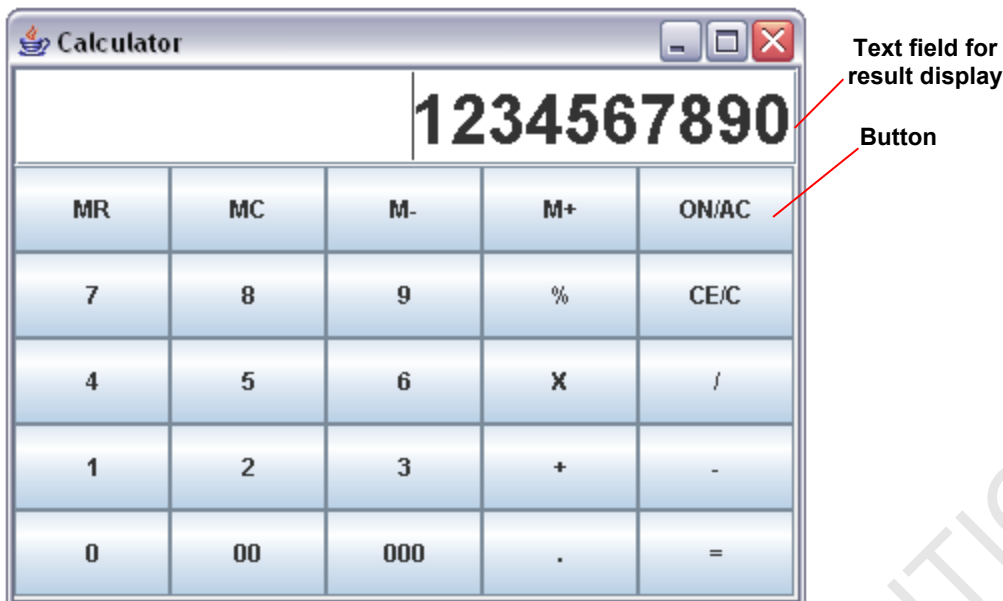 Calculator
1234567890
Text field for
result display
Button
MR MC M- M+ ON/AC
7 8 9 % CE/C
4 5 6 X /
1 2 3 + -
0 00 000 . =